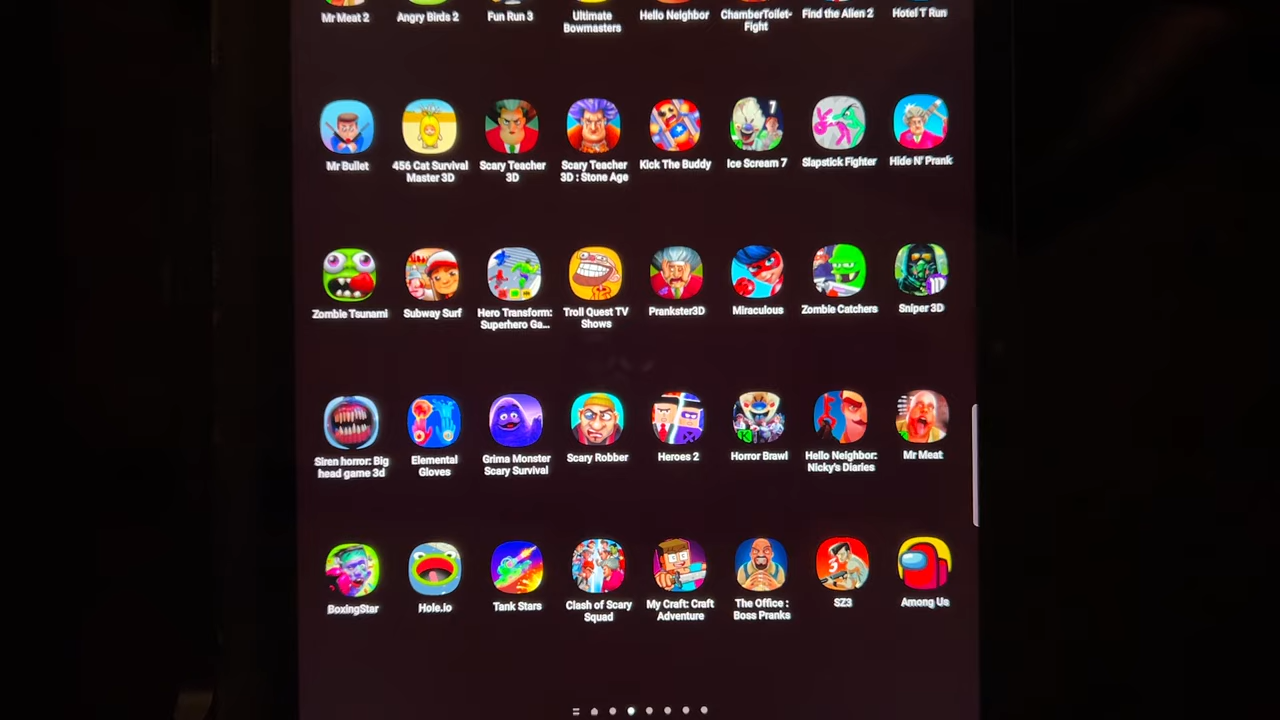 Mr Meat 2
Angry Birds 2
Fun Run 3
Ultimate
Bowmasters
Hello Neighbor
ChamberToilet-
Fight
Find the Alien 2
Hotel T Run
Mr Bullet
456 Cat Survival
Master 3D
Scary Teacher
3D
Scary Teacher
3D : Stone Age
Kick The Buddy
7
Ice Scream 7
Slapstick Fighter
Hide N' Prank
Zombie Tsunami
Subway Surf
Hero Transform:
Superhero Ga...
Troll Quest TV
Shows
Prankster3D
Miraculous
Zombie Catchers
Sniper 3D
Siren horror: Big
head game 3d
Elemental
Gloves
Grima Monster
Scary Survival
Scary Robber
Heroes 2
K
Horror Brawl
Hello Neighbor:
Nicky's Diaries
Mr Meat
BoxingStar
Hole.io
Tank Stars
Clash of Scary
Squad
My Craft: Craft
Adventure
The Office :
Boss Pranks
SZ3
Among Us